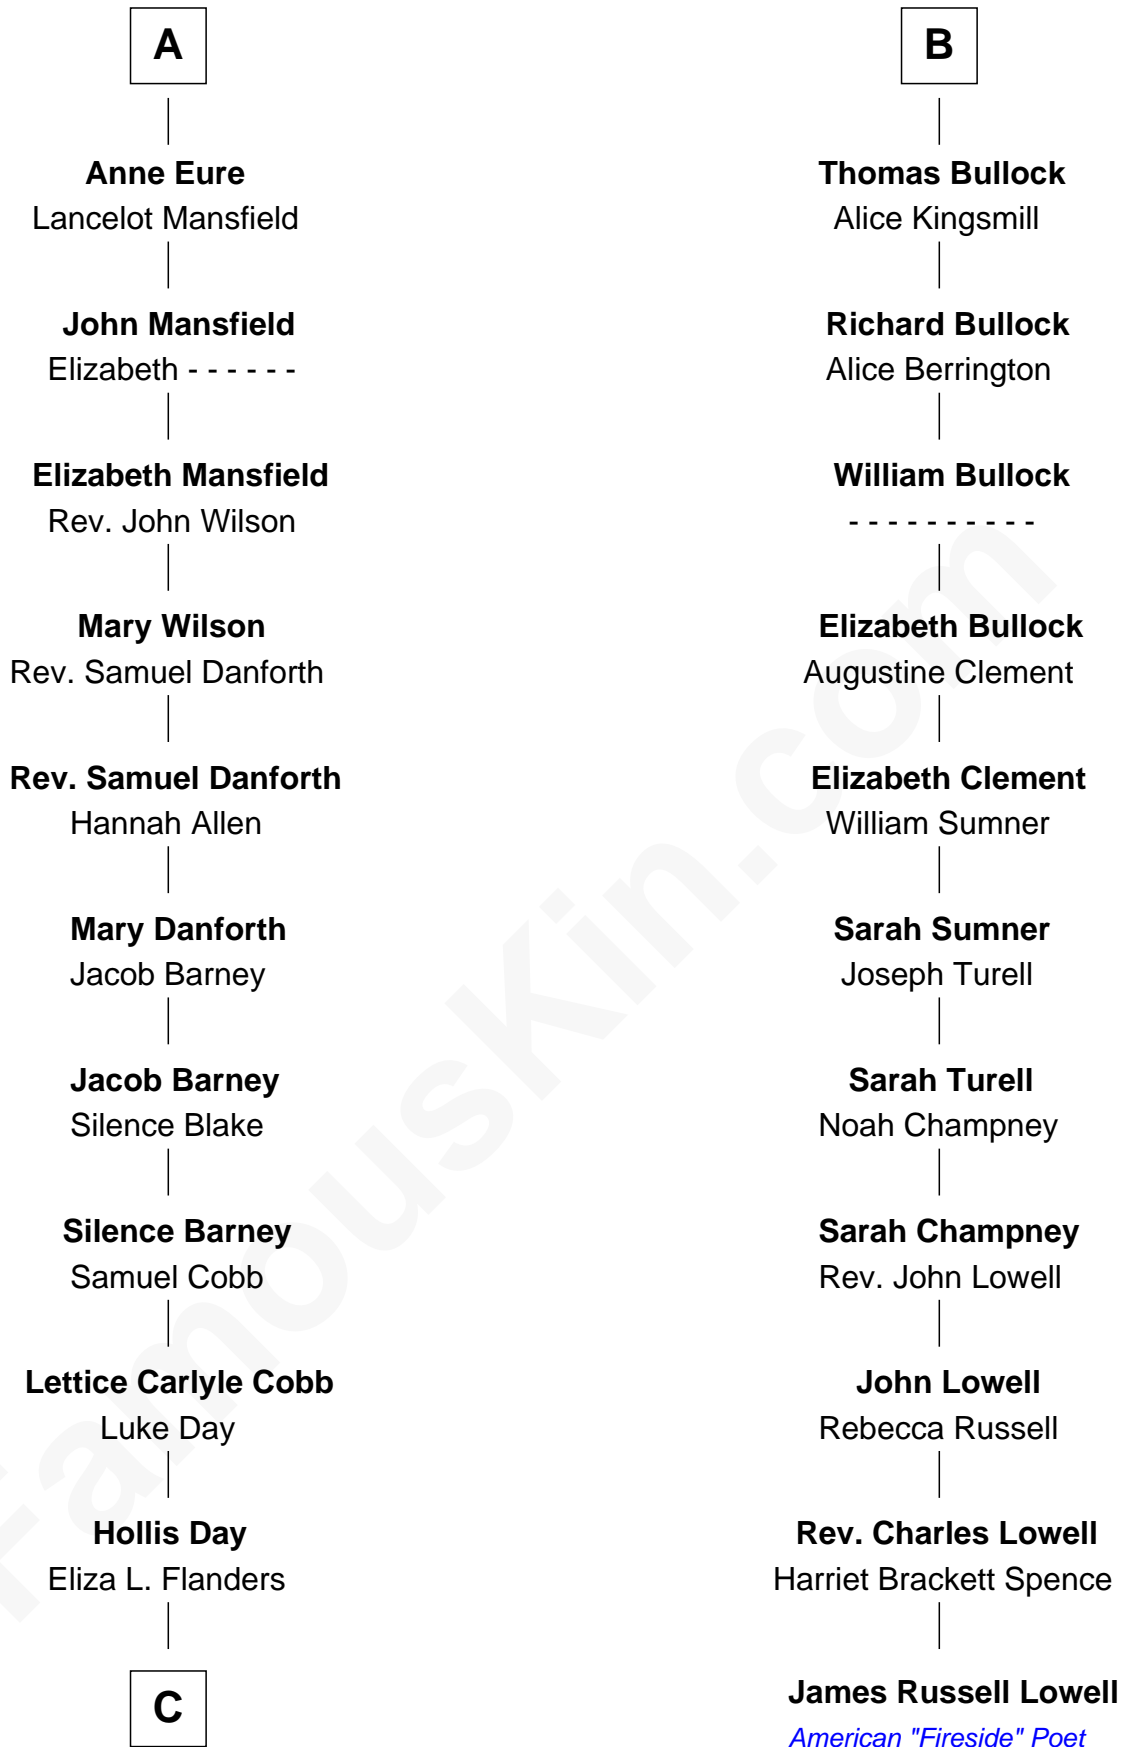 A
Anne Eure
Lancelot Mansfield
John Mansfield
Elizabeth - - - - - -
Elizabeth Mansfield
Rev. John Wilson
Mary Wilson
Rev. Samuel Danforth
Rev. Samuel Danforth
Hannah Allen
Mary Danforth
Jacob Barney
Jacob Barney
Silence Blake
Silence Barney
Samuel Cobb
Lettice Carlyle Cobb
Luke Day
Hollis Day
Eliza L. Flanders
C
B
Thomas Bullock
Alice Kingsmill
Richard Bullock
Alice Berrington
William Bullock
- - - - - - - - - -
Elizabeth Bullock
Augustine Clement
Elizabeth Clement
William Sumner
Sarah Sumner
Joseph Turell
Sarah Turell
Noah Champney
Sarah Champney
Rev. John Lowell
John Lowell
Rebecca Russell
Rev. Charles Lowell
Harriet Brackett Spence
James Russell Lowell
American "Fireside" Poet
FamousKin.com